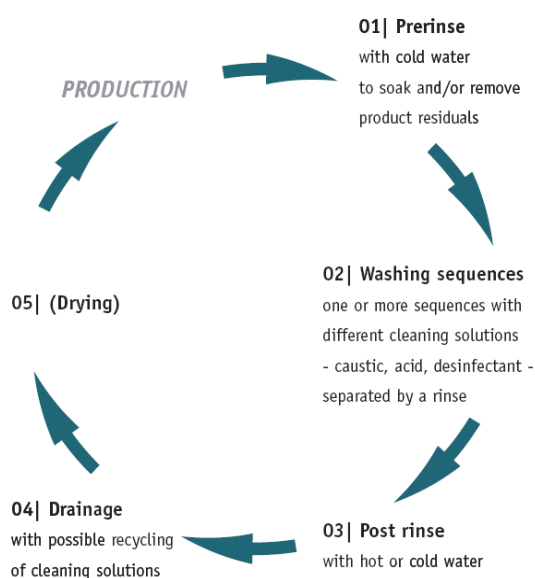 PRODUCTION
01| Prerinse
with cold water
to soak and/or remove
product residuals
02| Washing sequences
one or more sequences with
different cleaning solutions
- caustic, acid, desinfectant -
separated by a rinse
03| Post rinse
with hot or cold water
04| Drainage
with possible recycling
of cleaning solutions
05| (Drying)